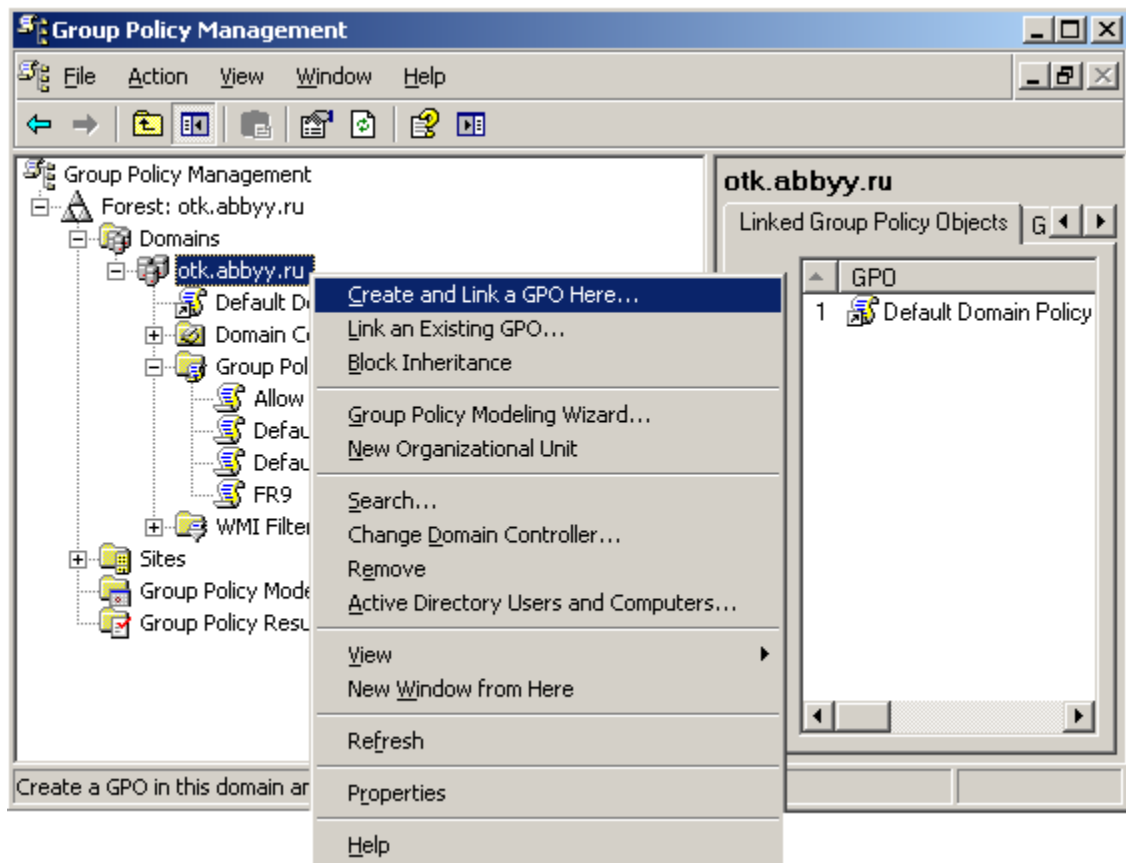 Group Policy Management
File Action View Window Help
Group Policy Management
Forest: otk.abbyy.ru
Domains
otk.abbyy.ru
Default D
Domain C
Group Pol
Allow
Defau
Defau
FR9
WMI Filter
Sites
Group Policy Mode
Group Policy Resu
Create and Link a GPO Here...
Link an Existing GPO...
Block Inheritance
Group Policy Modeling Wizard...
New Organizational Unit
Search...
Change Domain Controller...
Remove
Active Directory Users and Computers...
View
New Window from Here
Refresh
Properties
Help
otk.abbyy.ru
Linked Group Policy Objects G
GPO
1 Default Domain Policy
Create a GPO in this domain an